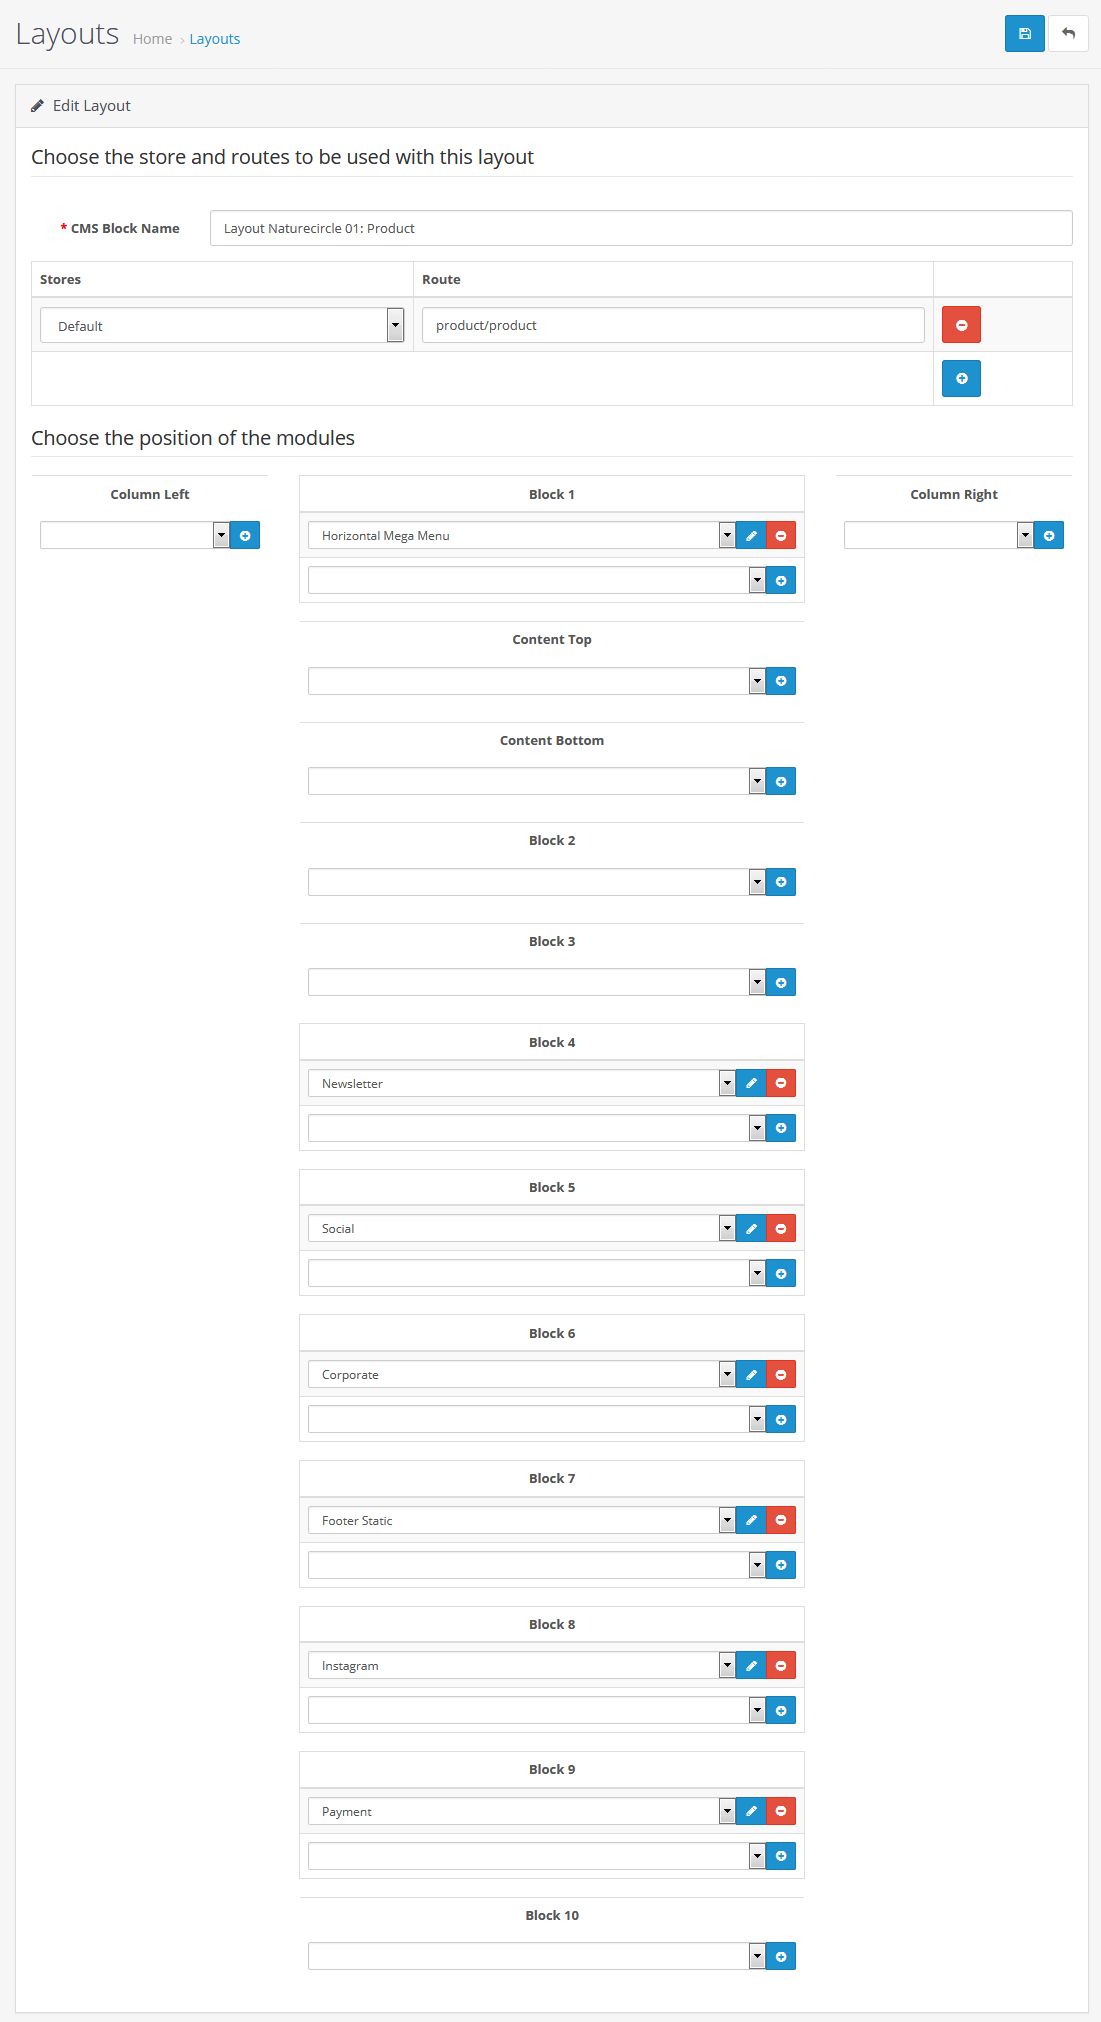 Layouts Home › Layouts
Edit Layout
Choose the store and routes to be used with this layout
* CMS Block Name Layout Naturecircle 01: Product
Stores Route
Default product/product
Choose the position of the modules
Column Left Block 1 Column Right
Horizontal Mega Menu
Content Top
Content Bottom
Block 2
Block 3
Block 4
Newsletter
Block 5
Social
Block 6
Corporate
Block 7
Footer Static
Block 8
Instagram
Block 9
Payment
Block 10